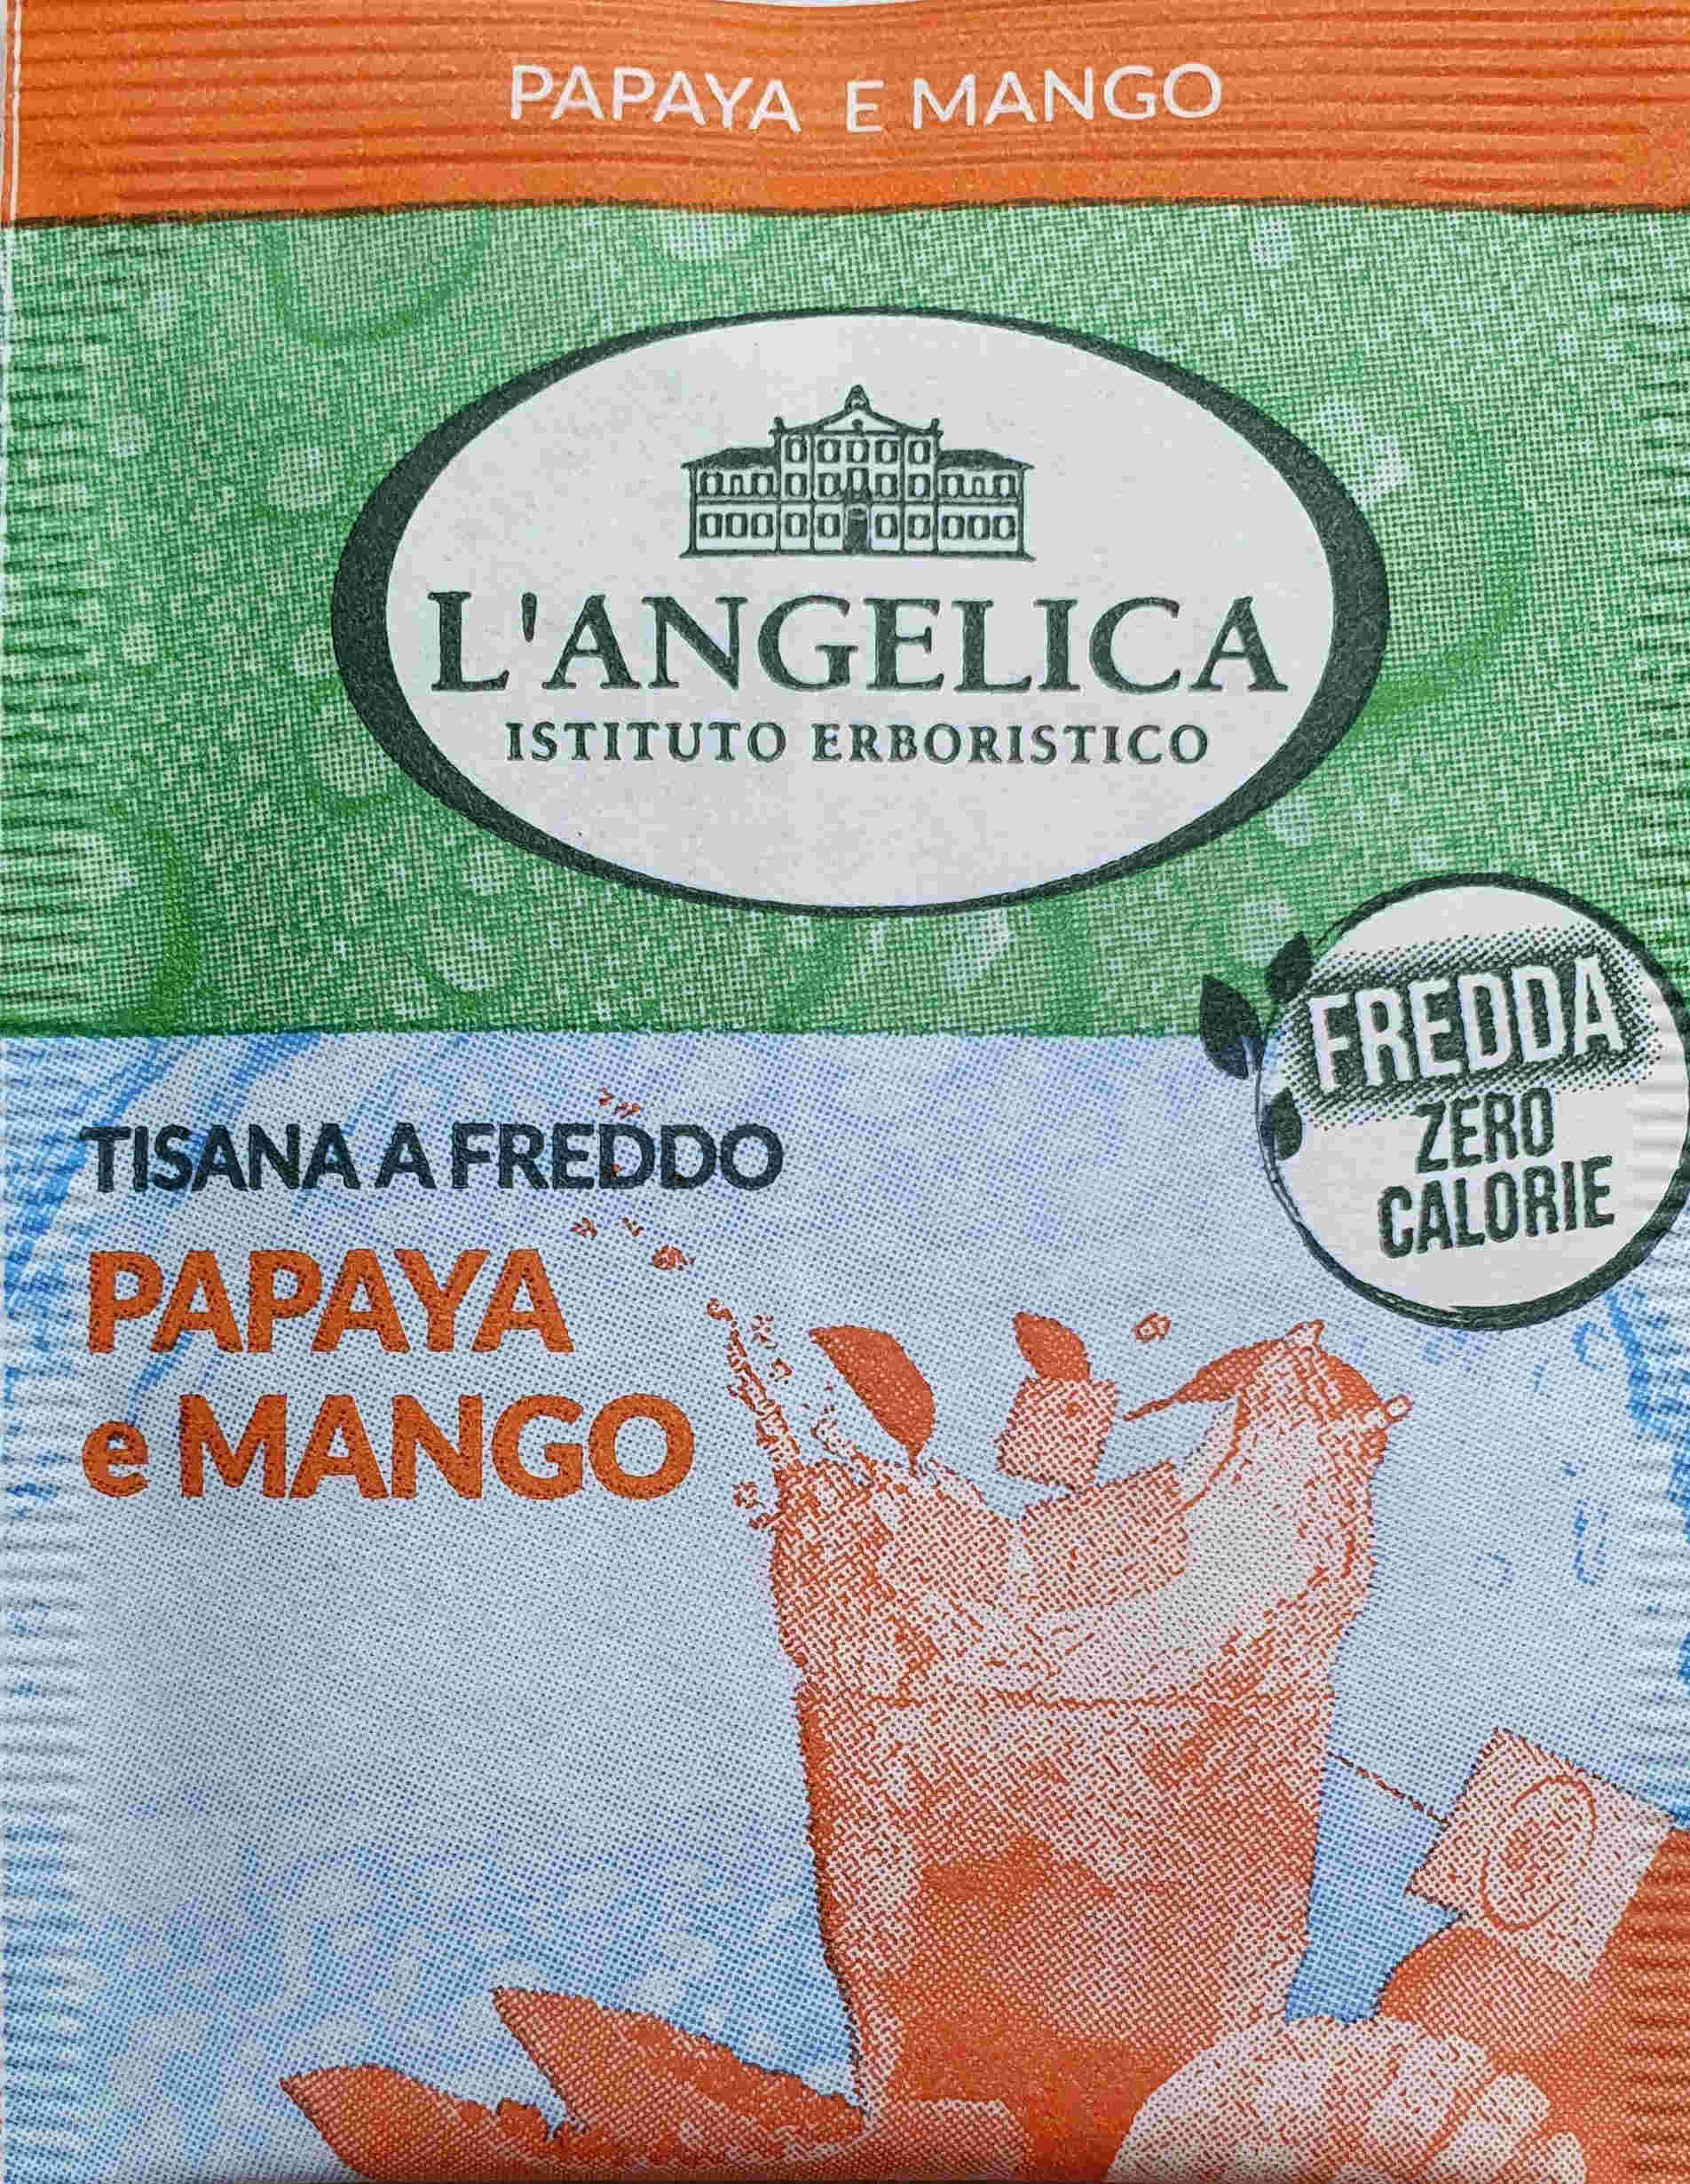 PAPAYA E MANGO
L'ANGELICA
ISTITUTO ERBORISTICO
FREDDA
ZERO
CALORIE
TISANA A FREDDO
PAPAYA
e MANGO